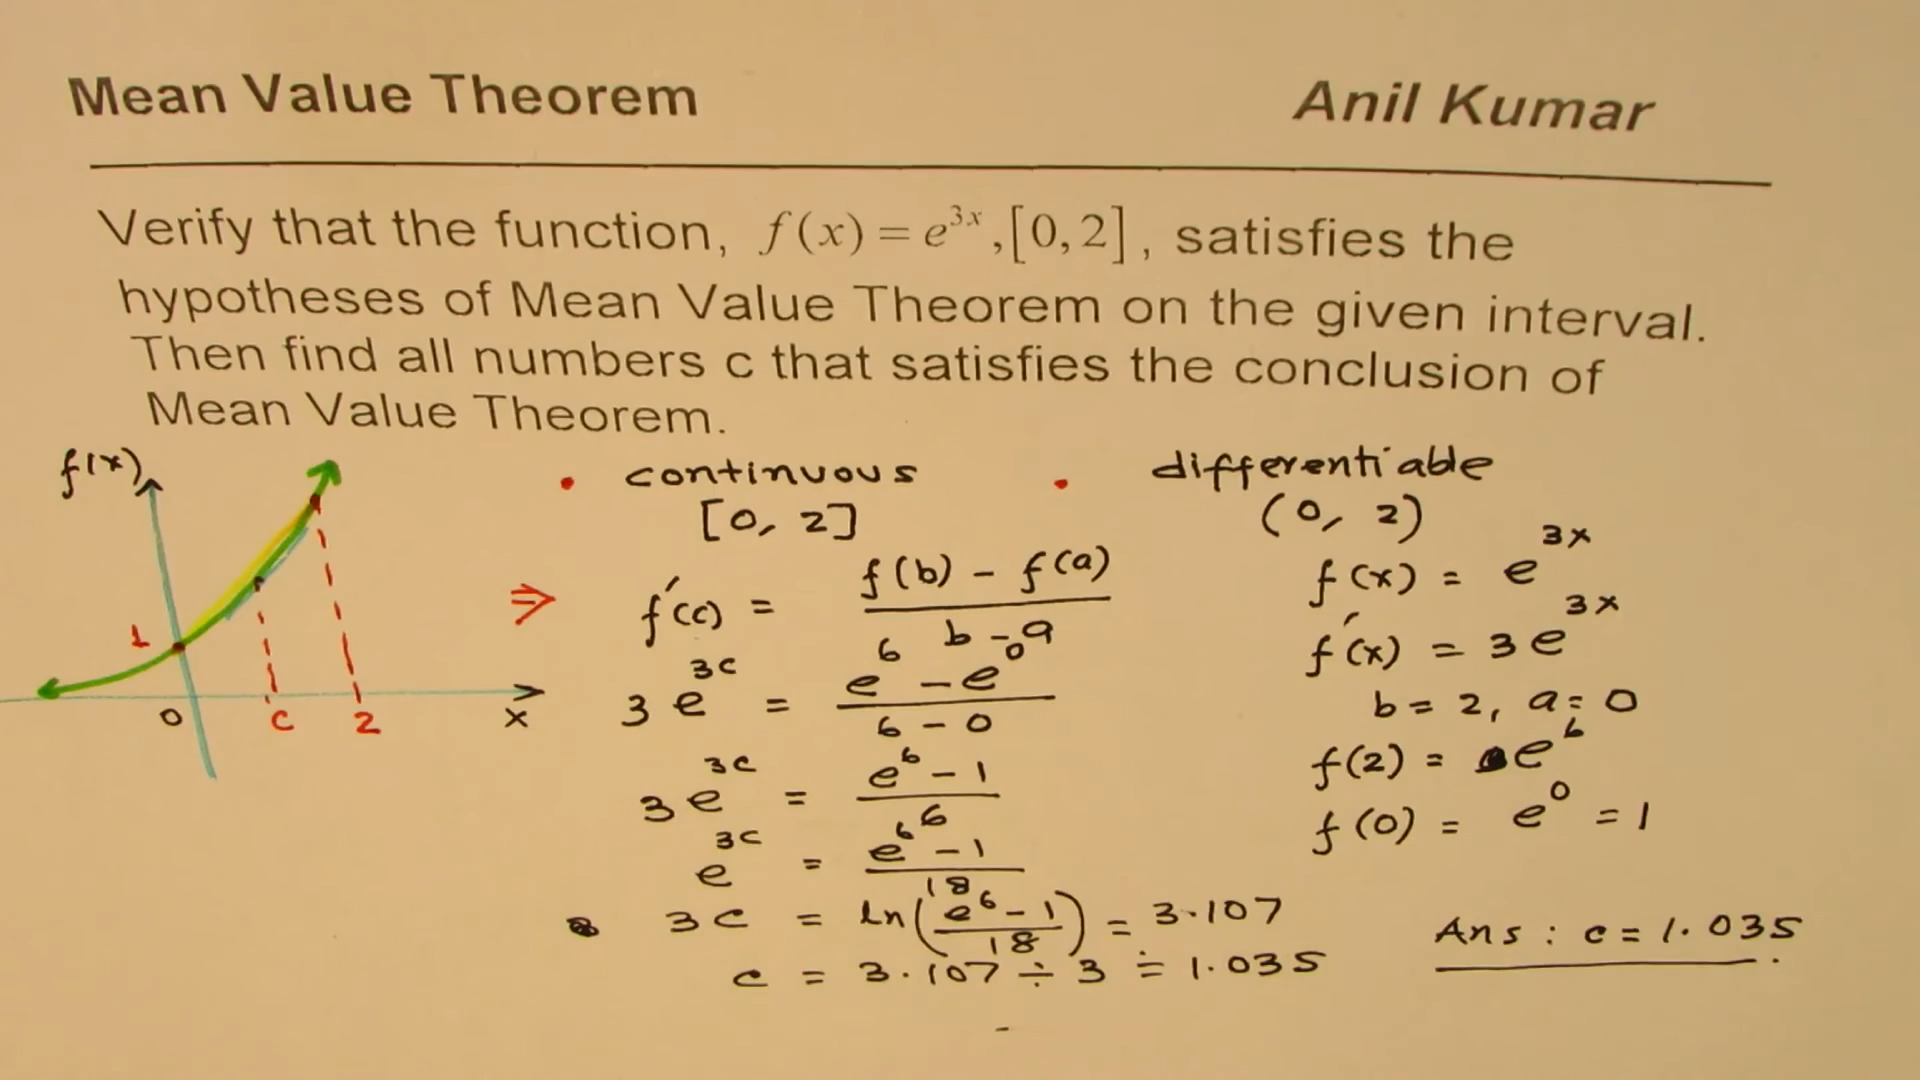 Mean Value Theorem Anil Kumar
Verify that the function, f(x) = e^{3x}, [0, 2], satisfies the
hypotheses of Mean Value Theorem on the given interval.
Then find all numbers c that satisfies the conclusion of
Mean Value Theorem.
f(x)
1
0 c 2 x
• continuous
[0, 2]
⇒ f'(c) = (f(b) - f(a)) / (b - a)
3e^{3c} = (e^6 - e^0) / (6 - 0)
3e^{3c} = (e^6 - 1) / 6
e^{3c} = (e^6 - 1) / 18
3c = ln((e^6 - 1) / 18) = 3.107
c = 3.107 ÷ 3 ≐ 1.035
• differentiable
(0, 2)
f(x) = e^{3x}
f'(x) = 3e^{3x}
b = 2, a = 0
f(2) = e^6
f(0) = e^0 = 1
Ans : c = 1.035